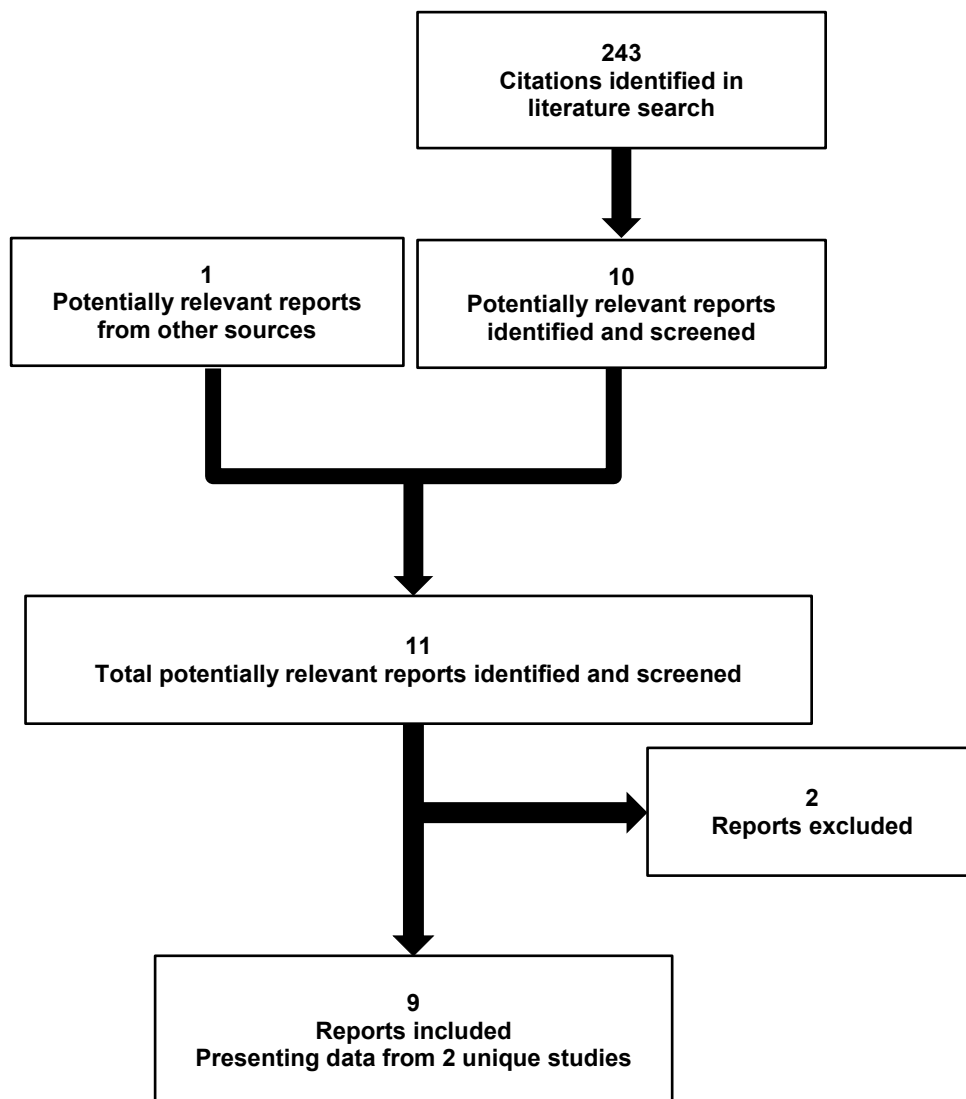 243
Citations identified in
literature search
1
Potentially relevant reports
from other sources
10
Potentially relevant reports
identified and screened
11
Total potentially relevant reports identified and screened
2
Reports excluded
9
Reports included
Presenting data from 2 unique studies